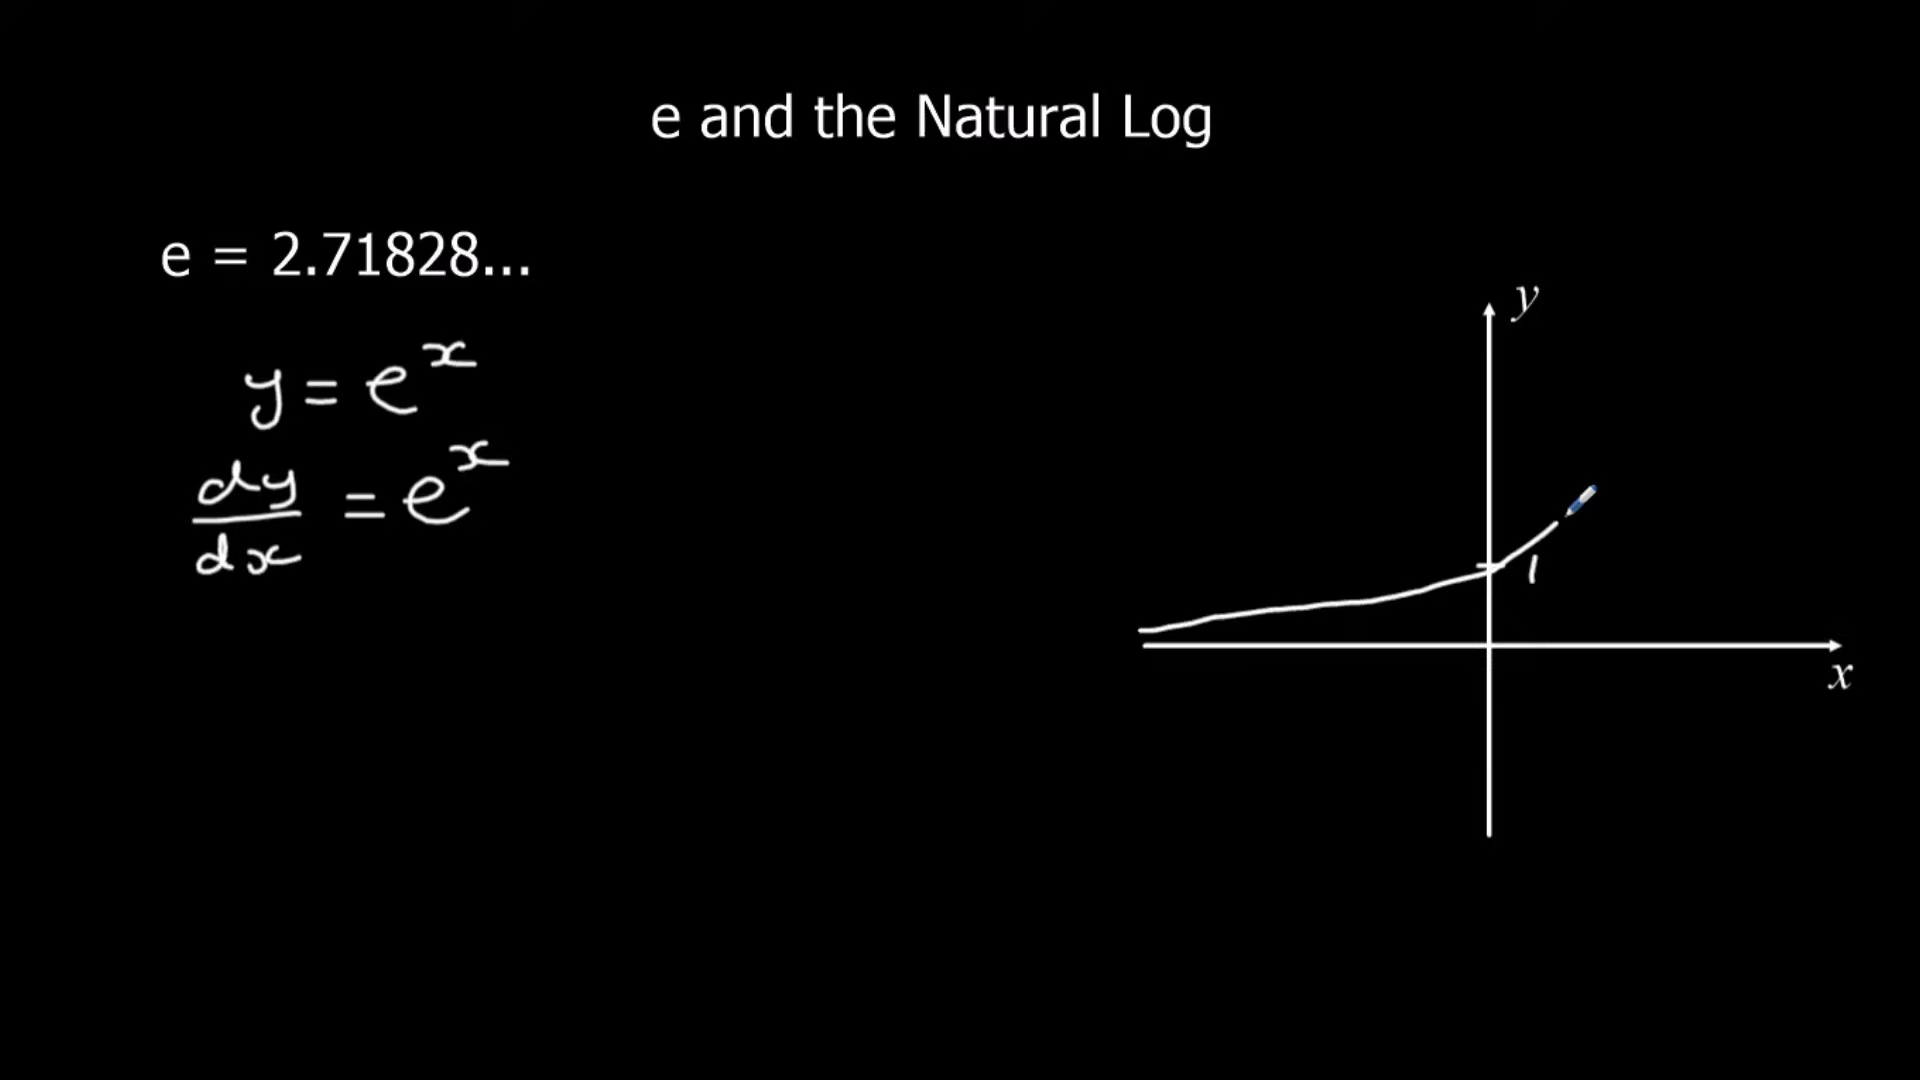 e and the Natural Log
e = 2.71828...
y = e^x
dy/dx = e^x
y
1
x